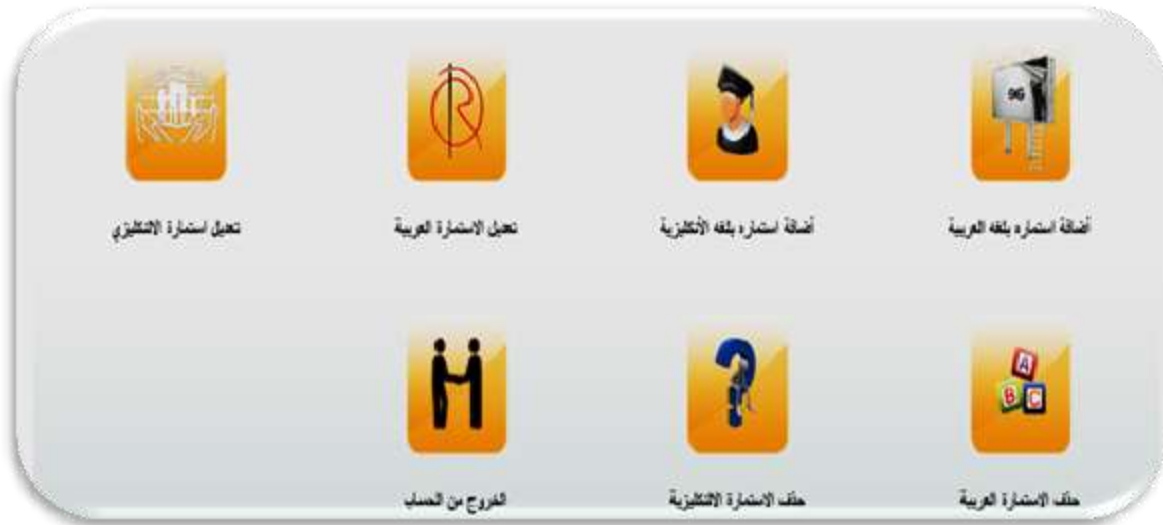 أضافة استماره بلغه العربية
أضافة استماره بلغه الأنكليزية
تعديل الاستمارة العربية
تعديل استمارة الانكليزي
حذف الاستمارة العربية
حذف الاستمارة الانكليزية
الخروج من الحساب
96
A
B C